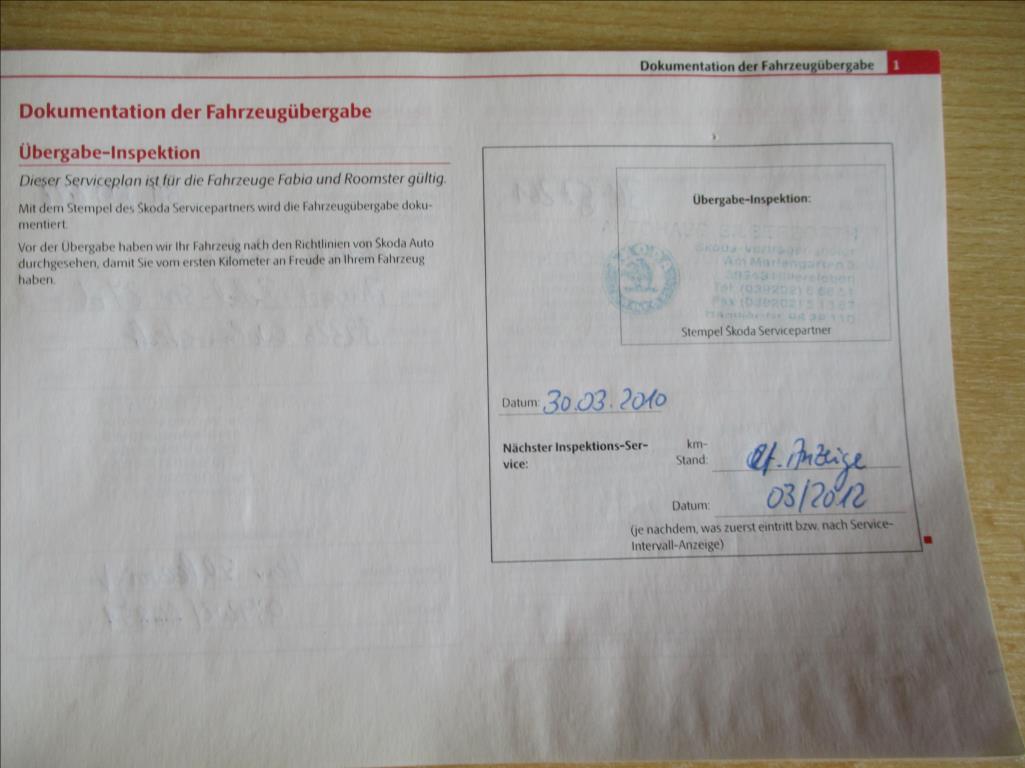 Dokumentation der Fahrzeugübergabe 1
Dokumentation der Fahrzeugübergabe
Übergabe-Inspektion
Dieser Serviceplan ist für die Fahrzeuge Fabia und Roomster gültig.
Mit dem Stempel des Škoda Servicepartners wird die Fahrzeugübergabe doku-
mentiert.
Vor der Übergabe haben wir Ihr Fahrzeug nach den Richtlinien von Škoda Auto
durchgesehen, damit Sie vom ersten Kilometer an Freude an Ihrem Fahrzeug
haben.
Übergabe-Inspektion:
Am Mariengarten
Stempel Škoda Servicepartner
Datum: 30.03.2010
Nächster Inspektions-Ser-
vice:
km-
Stand: lt. Anzeige
Datum: 03/2012
(je nachdem, was zuerst eintritt bzw. nach Service-
Intervall-Anzeige)